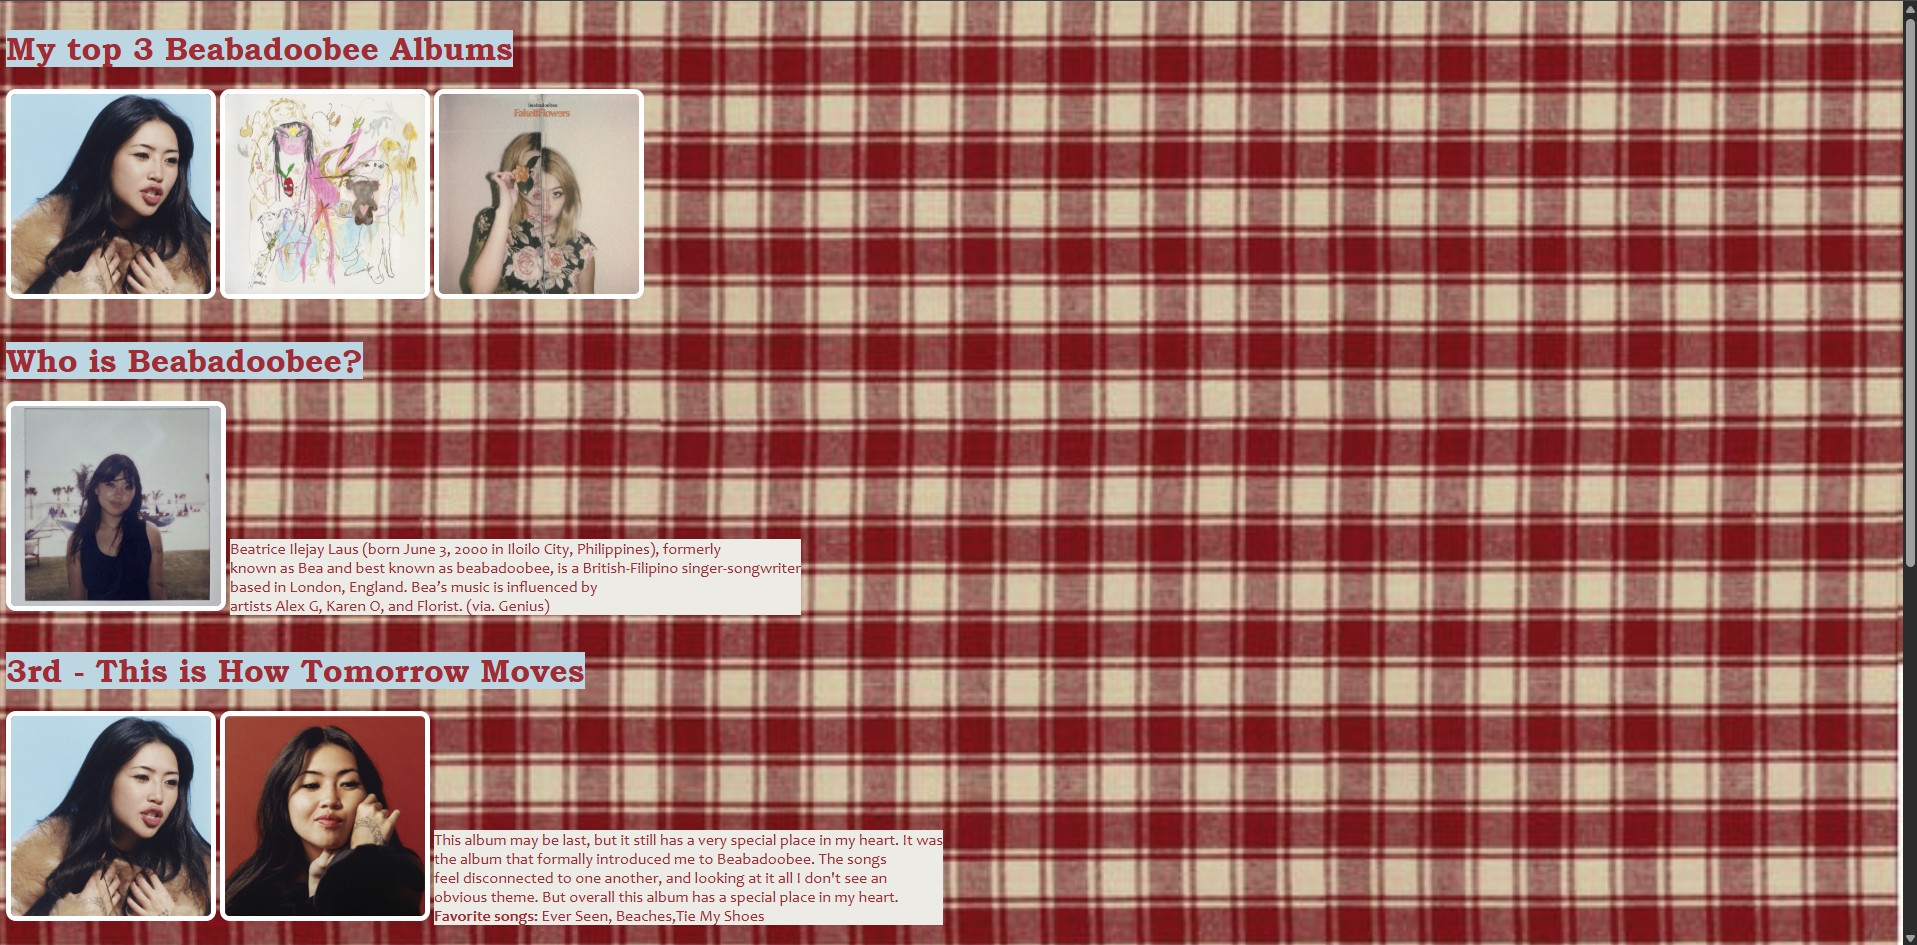 My top 3 Beabadoobee Albums
beabadoobee
Fake It Flowers
Who is Beabadoobee?
Beatrice Ilejay Laus (born June 3, 2000 in Iloilo City, Philippines), formerly
known as Bea and best known as beabadoobee, is a British-Filipino singer-songwriter
based in London, England. Bea’s music is influenced by
artists Alex G, Karen O, and Florist. (via. Genius)
3rd - This is How Tomorrow Moves
This album may be last, but it still has a very special place in my heart. It was
the album that formally introduced me to Beabadoobee. The songs
feel disconnected to one another, and looking at it all I don't see an
obvious theme. But overall this album has a special place in my heart.
Favorite songs: Ever Seen, Beaches,Tie My Shoes